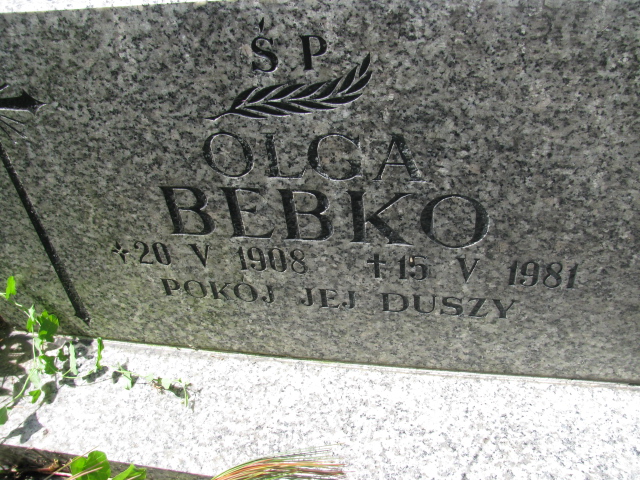 Ś P
OLGA
BEBKO
* 20 V 1908 + 15 V 1981
POKÓJ JEJ DUSZY